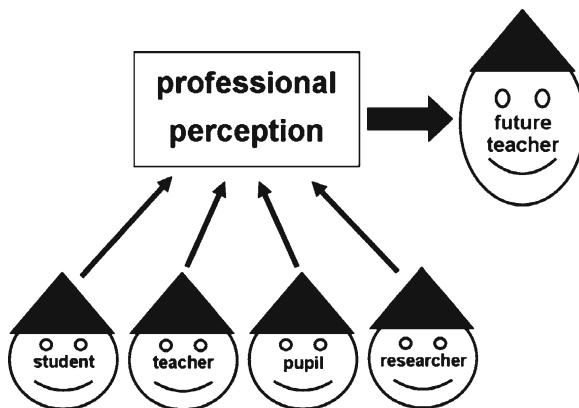 professional
perception
future
teacher
student
teacher
pupil
researcher